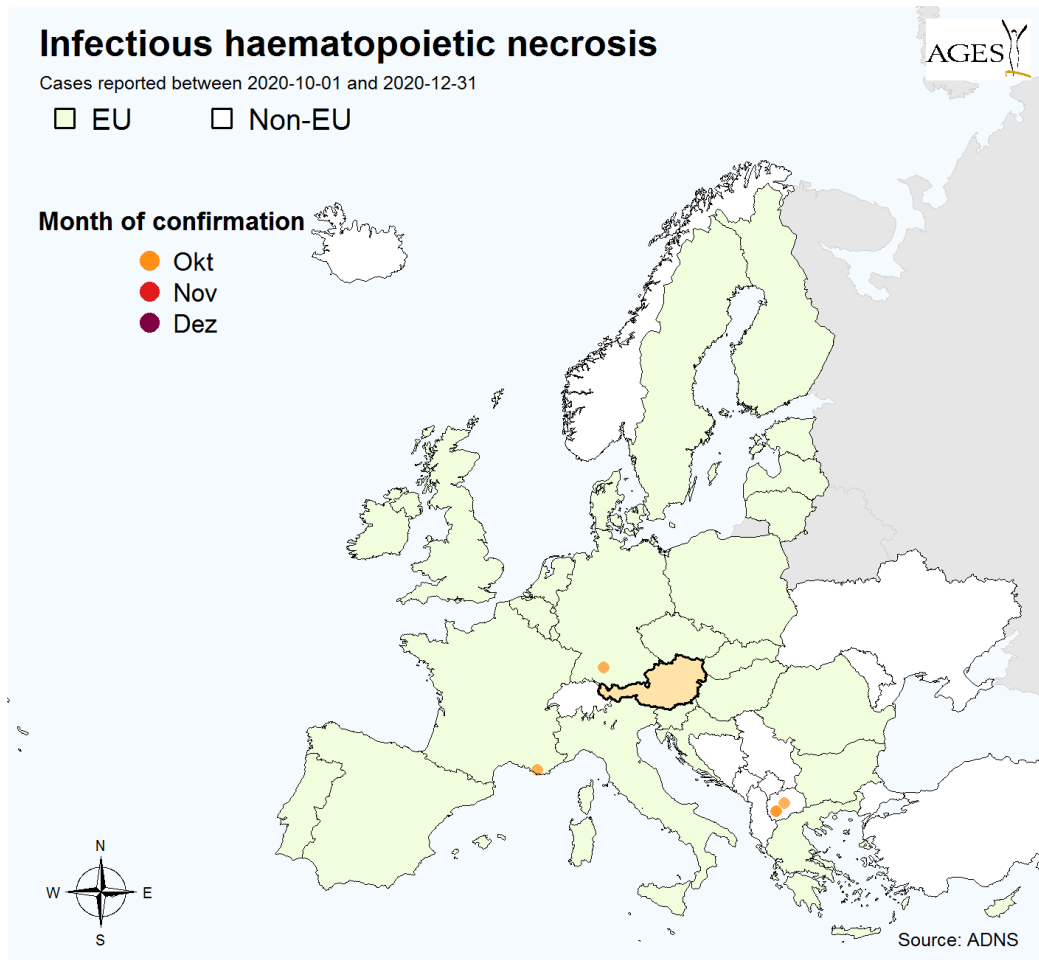 Infectious haematopoietic necrosis
Cases reported between 2020-10-01 and 2020-12-31
EU
Non-EU
AGES
Month of confirmation
Okt
Nov
Dez
N
W
E
S
Source: ADNS